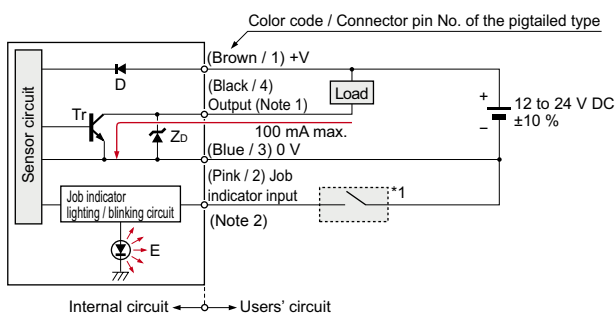 Color code / Connector pin No. of the pigtailed type
(Brown / 1) +V
D
(Black / 4)
Output (Note 1)
Load
Tr
ZD
100 mA max.
+
−
12 to 24 V DC
±10 %
Sensor circuit
(Blue / 3) 0 V
(Pink / 2) Job
indicator input
*1
(Note 2)
Job indicator
lighting / blinking circuit
E
Internal circuit
Users' circuit